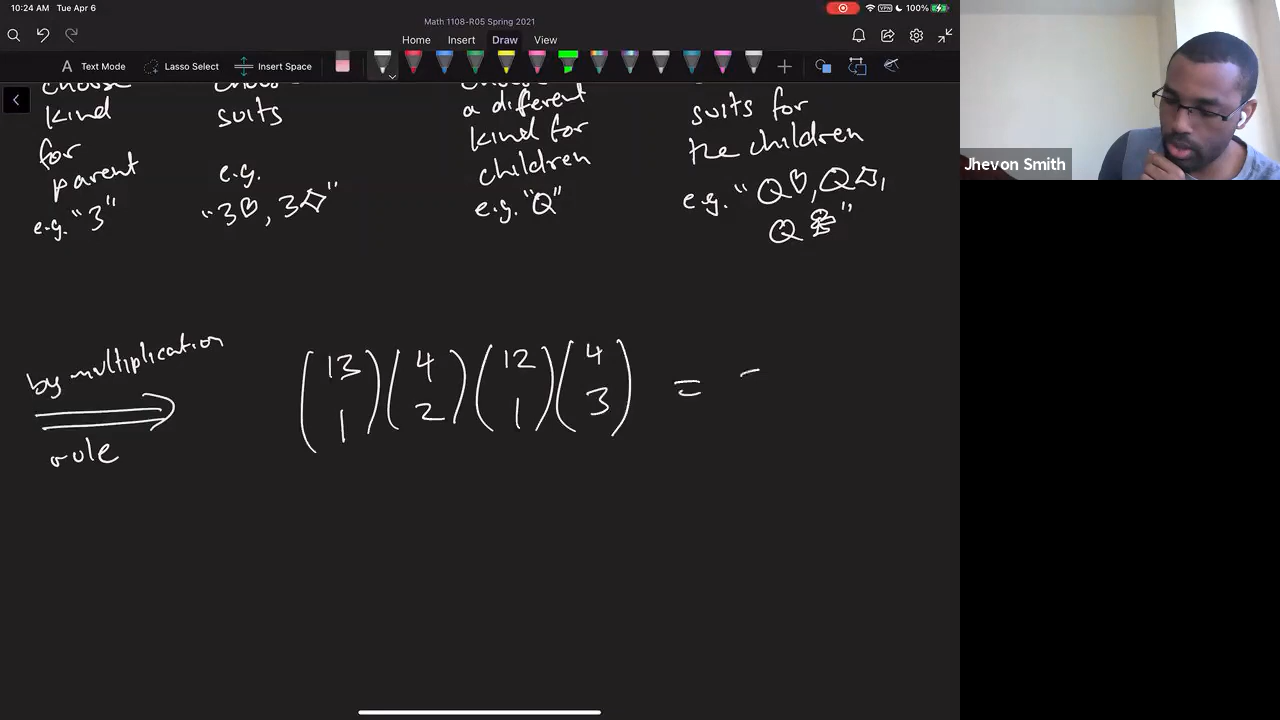 10:24 AM Tue Apr 6
100%
Math 1108-R05 Spring 2021
Home Insert Draw View
Text Mode Lasso Select Insert Space
choose
kind
for
parent
e.g. "3"
choose
suits
e.g.
"3♡, 3♢"
a different
kind for
children
e.g. "Q"
suits for
the children
e.g. "Q♡, Q♢,
Q♣"
by multiplication
rule
(13 1)(4 2)(12 1)(4 3) =
Jhevon Smith